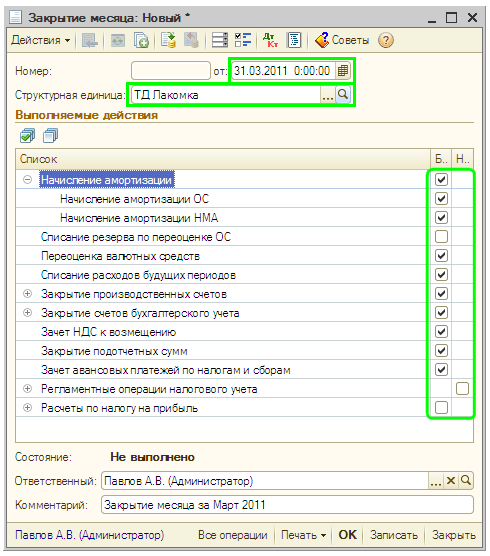 Закрытие месяца: Новый *
Действия Дт Кт Советы
Номер: от: 31.03.2011 0:00:00
Структурная единица: ТД Лакомка ...
Выполняемые действия
Список Б.. Н..
Начисление амортизации
Начисление амортизации ОС
Начисление амортизации НМА
Списание резерва по переоценке ОС
Переоценка валютных средств
Списание расходов будущих периодов
Закрытие производственных счетов
Закрытие счетов бухгалтерского учета
Зачет НДС к возмещению
Закрытие подотчетных сумм
Зачет авансовых платежей по налогам и сборам
Регламентные операции налогового учета
Расчеты по налогу на прибыль
Состояние: Не выполнено
Ответственный: Павлов А.В. (Администратор) ...
Комментарий: Закрытие месяца за Март 2011
Павлов А.В. (Администратор) Все операции Печать OK Записать Закрыть